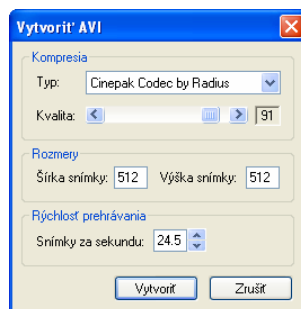 Vytvoriť AVI
Kompresia
Typ: Cinepak Codec by Radius
Kvalita: 91
Rozmery
Šírka snímky: 512 Výška snímky: 512
Rýchlosť prehrávania
Snímky za sekundu: 24.5
Vytvoriť Zrušiť